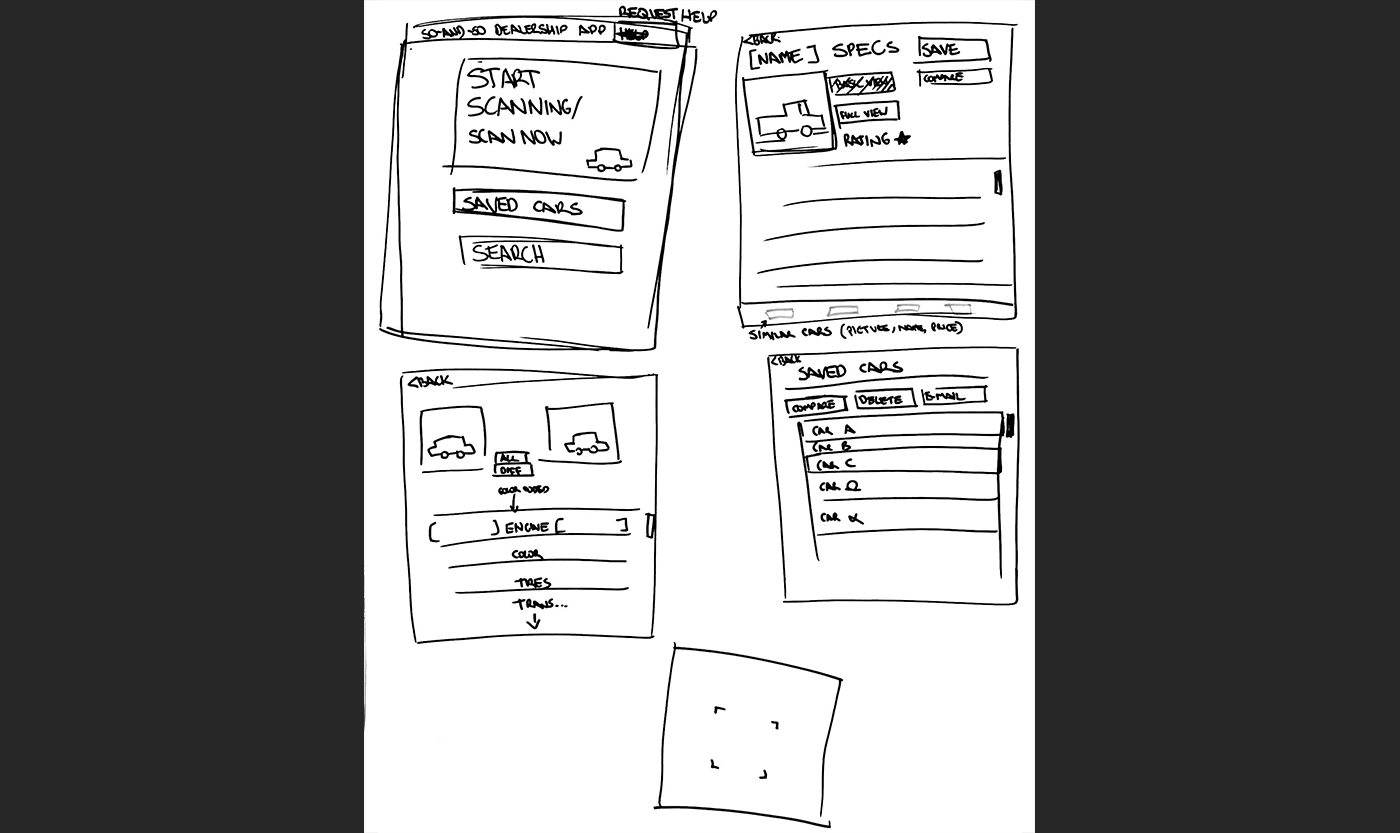 REQUEST HELP
SO-AND-SO DEALERSHIP APP
START
SCANNING/
SCAN NOW
SAVED CARS
SEARCH
<BACK
[NAME] SPECS
SAVE
COMPARE
BASIC VIEW
FULL VIEW
RATING ★
SIMILAR CARS (PICTURE, NAME, PRICE)
<BACK
ALL
DIFF
COLOR CODED
[ ] ENGINE [ ]
COLOR
TIRES
TRANS...
<BACK
SAVED CARS
COMPARE
DELETE
E-MAIL
CAR A
CAR B
CAR C
CAR Ω
CAR α